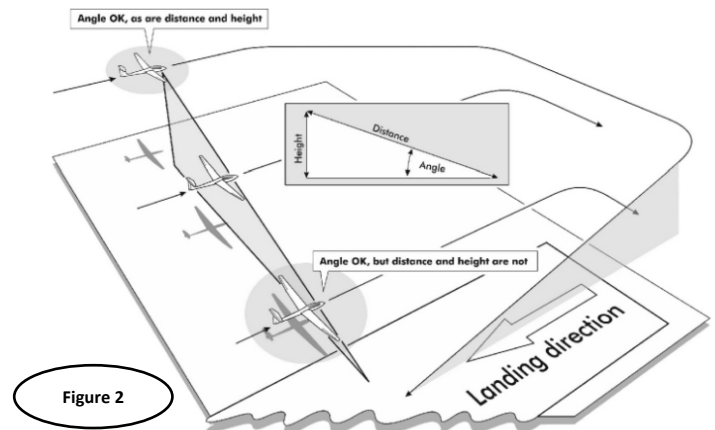 Angle OK, as are distance and height
Distance
Height
Angle
Angle OK, but distance and height are not
Landing direction
Figure 2